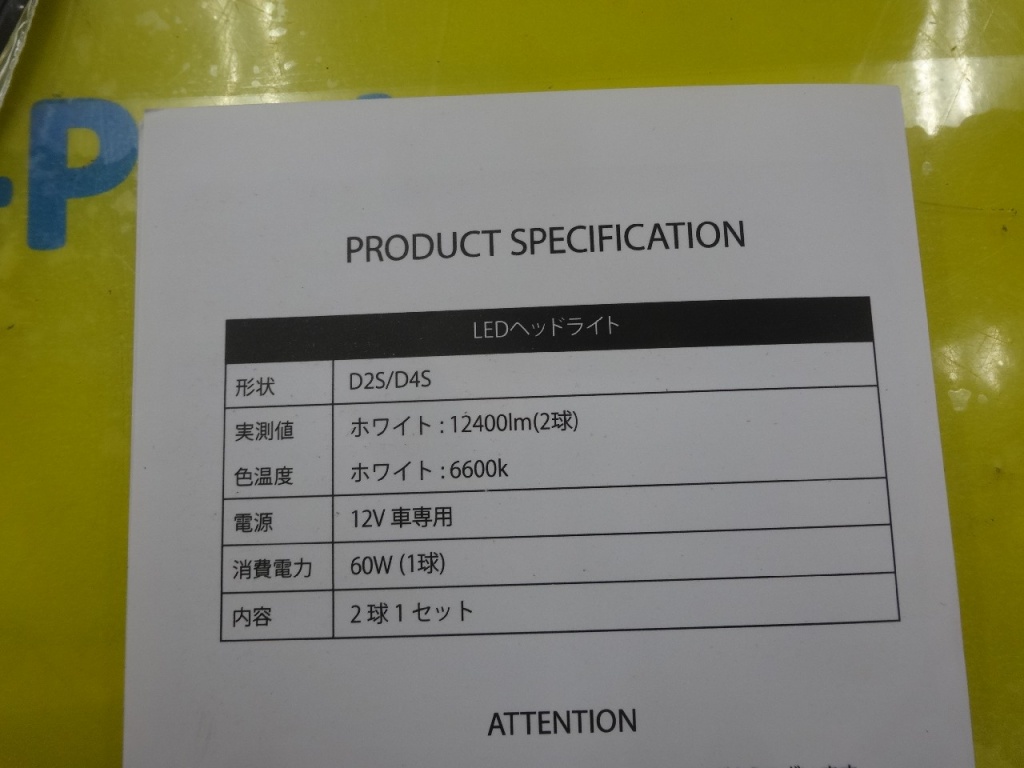 P
PRODUCT SPECIFICATION
LEDヘッドライト
形状 D2S/D4S
実測値 ホワイト : 12400lm(2球)
色温度 ホワイト : 6600k
電源 12V 車専用
消費電力 60W (1球)
内容 2 球 1 セット
ATTENTION